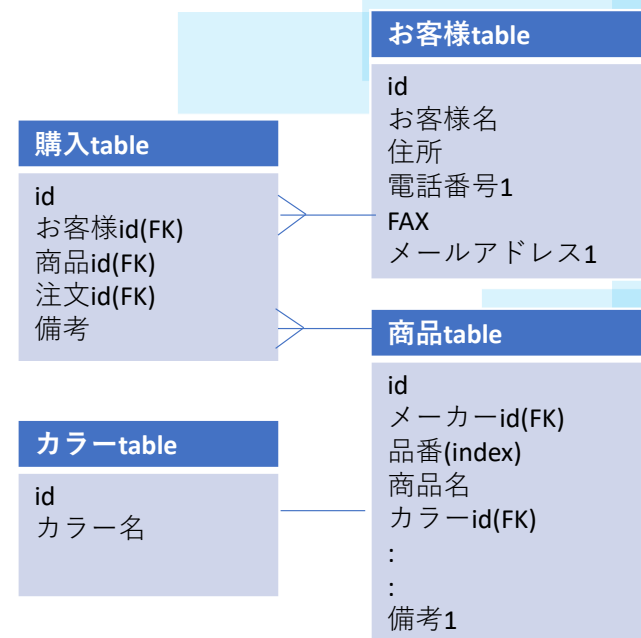 お客様table
id
お客様名
住所
電話番号1
FAX
メールアドレス1
購入table
id
お客様id(FK)
商品id(FK)
注文id(FK)
備考
商品table
id
メーカーid(FK)
品番(index)
商品名
カラーid(FK)
:
:
備考1
カラーtable
id
カラー名